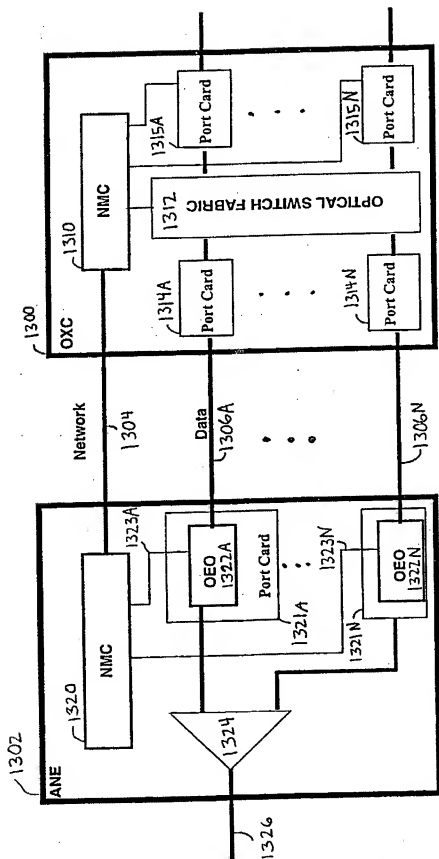 1302
ANE
1320
NMC
1323A
OEO
1322A
Port Card
1321A
1323N
OEO
1322N
1321N
1324
1326
Network
1304
Data
1306A
1306N
1300
OXC
1310
NMC
1312
OPTICAL SWITCH FABRIC
1314A
Port Card
1314N
Port Card
1315A
Port Card
1315N
Port Card